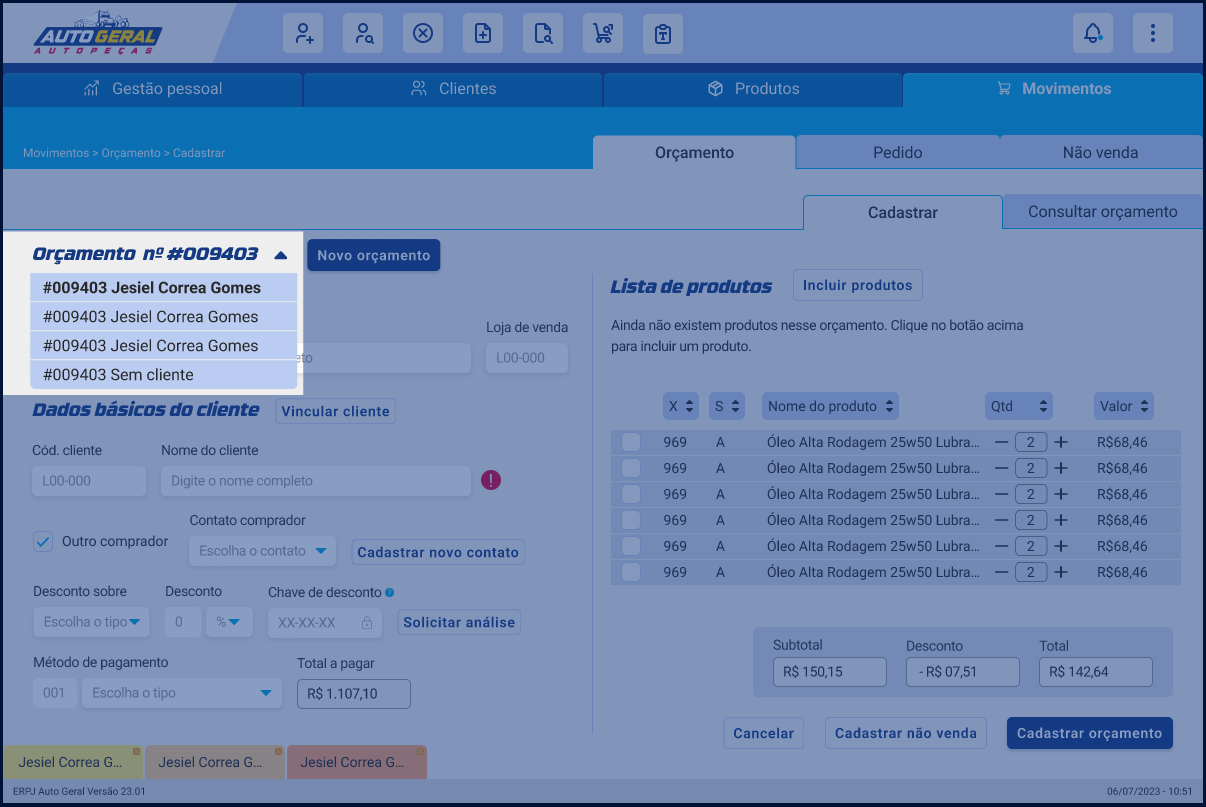 AUTO GERAL
AUTOPEÇAS
Gestão pessoal
Clientes
Produtos
Movimentos
Movimentos > Orçamento > Cadastrar
Orçamento
Pedido
Não venda
Cadastrar
Consultar orçamento
Orçamento nº #009403
Novo orçamento
#009403 Jesiel Correa Gomes
#009403 Jesiel Correa Gomes
#009403 Jesiel Correa Gomes
#009403 Sem cliente
Loja de venda
L00-000
Dados básicos do cliente
Vincular cliente
Cód. cliente
Nome do cliente
L00-000
Digite o nome completo
!
Outro comprador
Contato comprador
Escolha o contato
Cadastrar novo contato
Desconto sobre
Desconto
Chave de desconto ?
Escolha o tipo
0
%
XX-XX-XX
Solicitar análise
Método de pagamento
Total a pagar
001
Escolha o tipo
R$ 1.107,10
Lista de produtos
Incluir produtos
Ainda não existem produtos nesse orçamento. Clique no botão acima
para incluir um produto.
X
S
Nome do produto
Qtd
Valor
969 A Óleo Alta Rodagem 25w50 Lubra... — 2 + R$68,46
969 A Óleo Alta Rodagem 25w50 Lubra... — 2 + R$68,46
969 A Óleo Alta Rodagem 25w50 Lubra... — 2 + R$68,46
969 A Óleo Alta Rodagem 25w50 Lubra... — 2 + R$68,46
969 A Óleo Alta Rodagem 25w50 Lubra... — 2 + R$68,46
969 A Óleo Alta Rodagem 25w50 Lubra... — 2 + R$68,46
Subtotal
Desconto
Total
R$ 150,15
- R$ 07,51
R$ 142,64
Cancelar
Cadastrar não venda
Cadastrar orçamento
Jesiel Correa G...
Jesiel Correa G...
Jesiel Correa G...
ERPJ Auto Geral Versão 23.01
06/07/2023 - 10:51